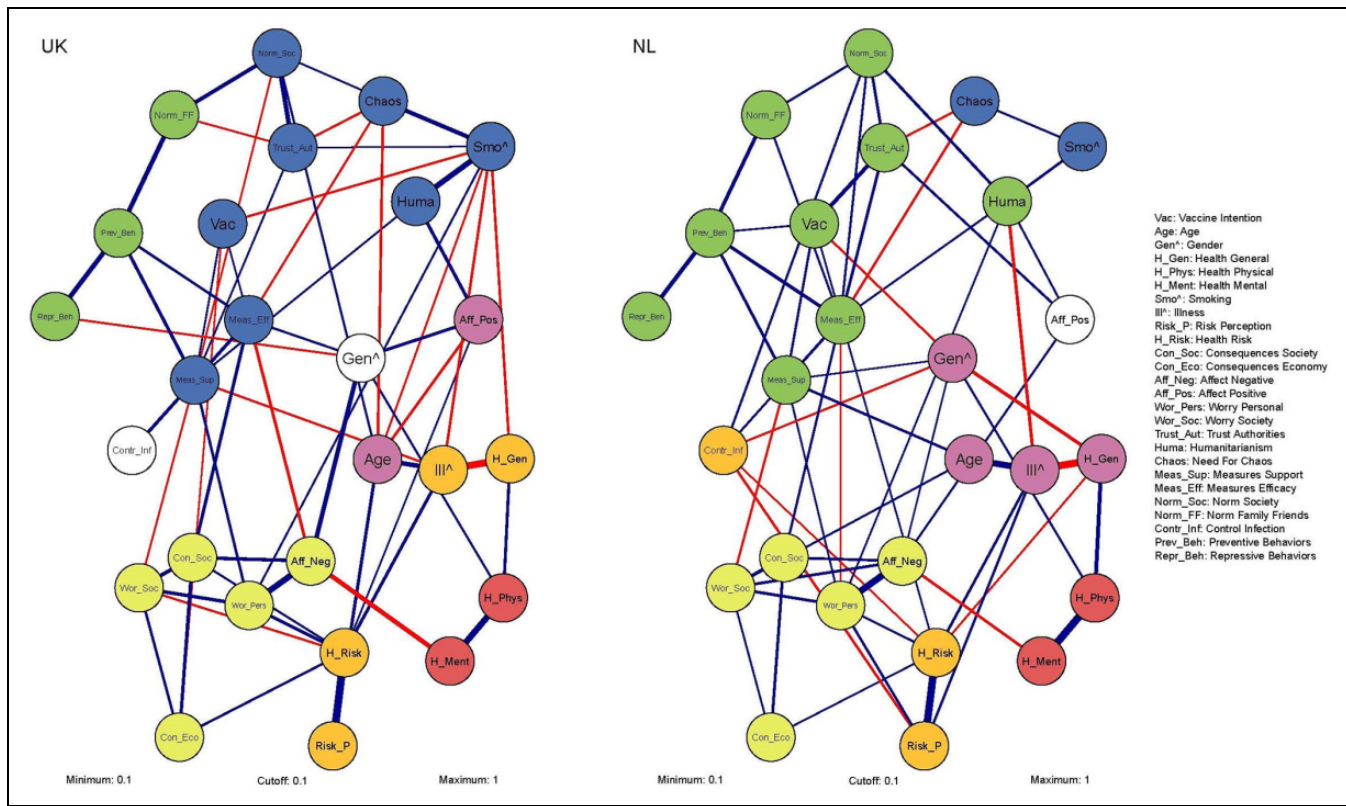 UK
Norm_Soc
Chaos
Norm_FF
Trust_Aut
Smo^
Huma
Vac
Prev_Beh
Repr_Beh
Meas_Eff
Aff_Pos
Gen^
Meas_Sup
Contr_Inf
Age
Ill^
H_Gen
Con_Soc
Aff_Neg
Wor_Soc
Wor_Pers
H_Phys
H_Risk
H_Ment
Con_Eco
Risk_P
Minimum: 0.1
Cutoff: 0.1
Maximum: 1
NL
Norm_Soc
Chaos
Norm_FF
Trust_Aut
Smo^
Huma
Vac
Prev_Beh
Repr_Beh
Meas_Eff
Aff_Pos
Gen^
Meas_Sup
Contr_Inf
Age
Ill^
H_Gen
Con_Soc
Aff_Neg
Wor_Soc
Wor_Pers
H_Phys
H_Risk
H_Ment
Con_Eco
Risk_P
Minimum: 0.1
Cutoff: 0.1
Maximum: 1
Vac: Vaccine Intention
Age: Age
Gen^: Gender
H_Gen: Health General
H_Phys: Health Physical
H_Ment: Health Mental
Smo^: Smoking
Ill^: Illness
Risk_P: Risk Perception
H_Risk: Health Risk
Con_Soc: Consequences Society
Con_Eco: Consequences Economy
Aff_Neg: Affect Negative
Aff_Pos: Affect Positive
Wor_Pers: Worry Personal
Wor_Soc: Worry Society
Trust_Aut: Trust Authorities
Huma: Humanitarianism
Chaos: Need For Chaos
Meas_Sup: Measures Support
Meas_Eff: Measures Efficacy
Norm_Soc: Norm Society
Norm_FF: Norm Family Friends
Contr_Inf: Control Infection
Prev_Beh: Preventive Behaviors
Repr_Beh: Repressive Behaviors